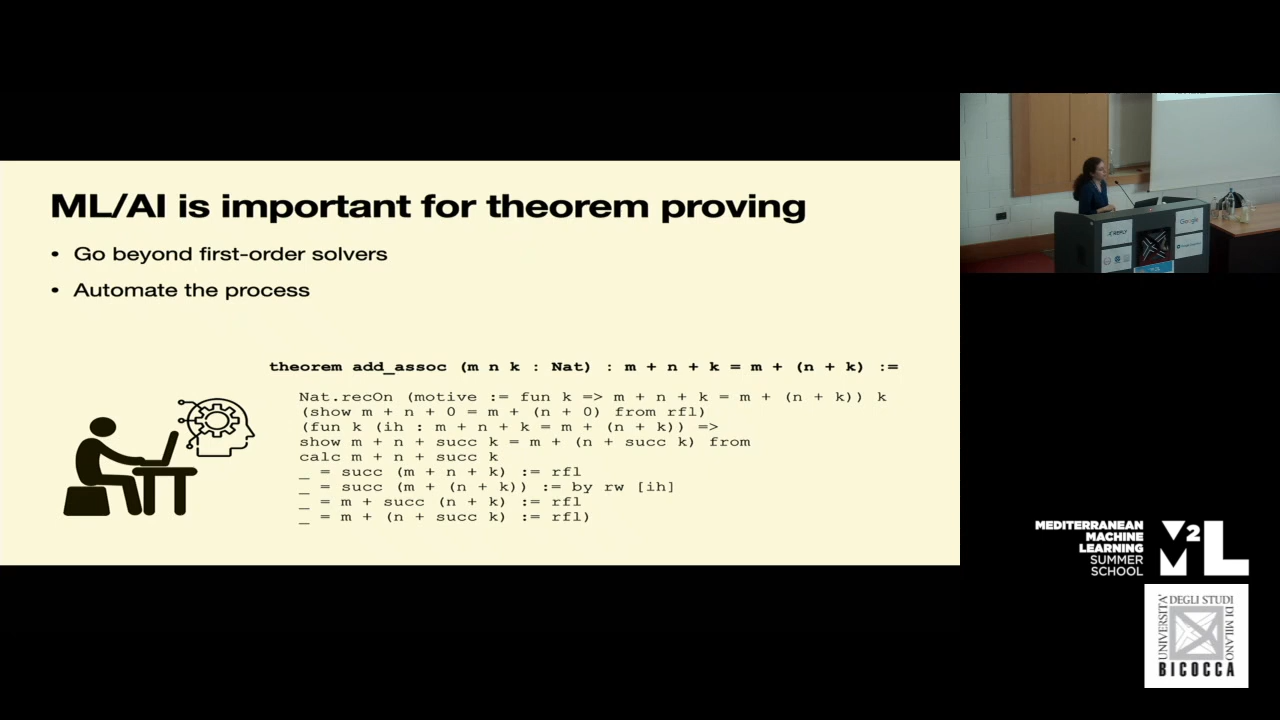 ML/AI is important for theorem proving
• Go beyond first-order solvers
• Automate the process
theorem add_assoc (m n k : Nat) : m + n + k = m + (n + k) :=
Nat.recOn (motive := fun k => m + n + k = m + (n + k)) k
(show m + n + 0 = m + (n + 0) from rfl)
(fun k (ih : m + n + k = m + (n + k)) =>
show m + n + succ k = m + (n + succ k) from
calc m + n + succ k
_ = succ (m + n + k) := rfl
_ = succ (m + (n + k)) := by rw [ih]
_ = m + succ (n + k) := rfl
_ = m + (n + succ k) := rfl)
Google
MEDITERRANEAN
MACHINE
LEARNING
SUMMER
SCHOOL
M2L
UNIVERSITÀ
DEGLI STUDI
DI MILANO
BICOCCA